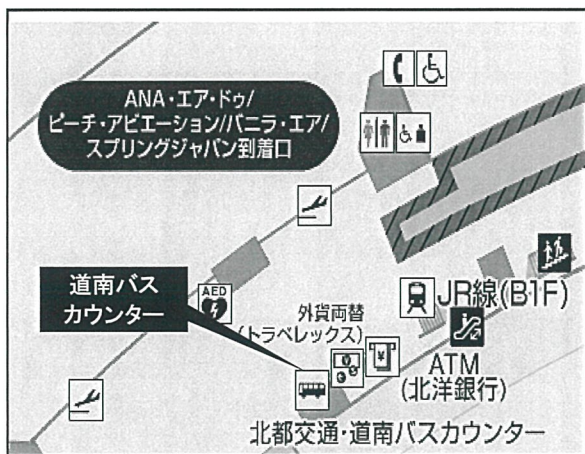 ANA・エア・ドゥ/
ピーチ・アビエーション//バニラ・エア/
スプリングジャパン到着口
道南バス
カウンター
AED
外貨両替
(トラベレックス)
JR線(B1F)
ATM
(北洋銀行)
北都交通・道南バスカウンター